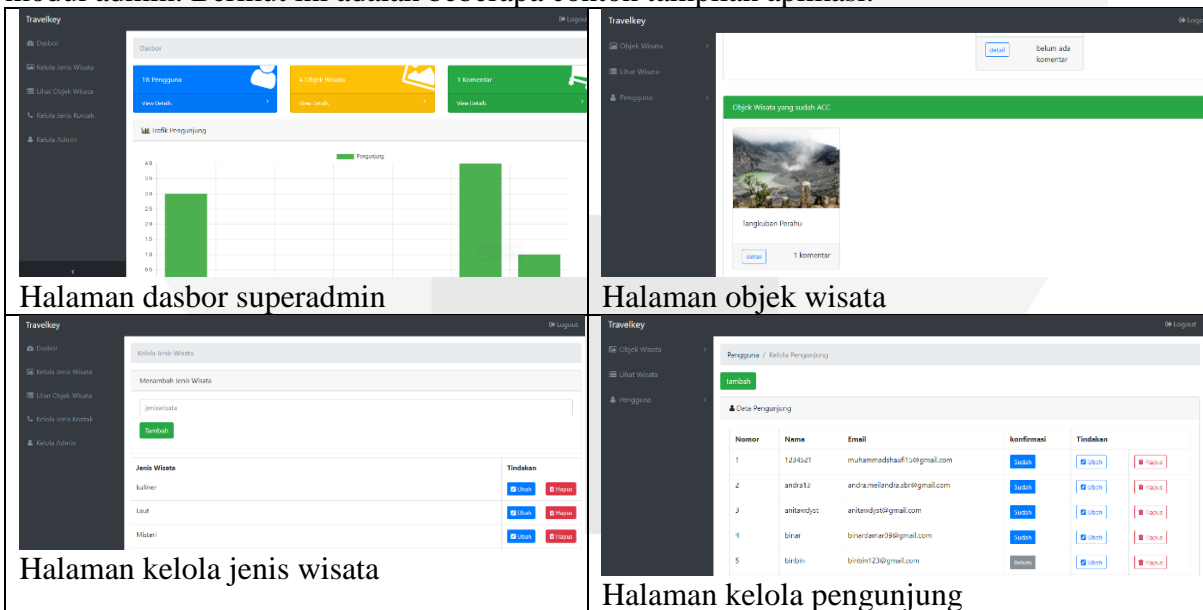 modul admin. Berikut ini adalah beberapa contoh tampilan aplikasi:
Travelkey
Logout
Dasbor
Kelola Jenis Wisata
Lihat Objek Wisata
Kelola Jenis Kontak
Kelola Admin
Dasbor
18 Pengguna
View Details
4 Objek Wisata
View Details
1 Komentar
View Details
Trafik Pengunjung
Pengunjung
4.0
3.5
3.0
2.5
2.0
1.5
1.0
0.5
Halaman dasbor superadmin
Travelkey
Logo
Objek Wisata
Lihat Wisata
Pengguna
detail
belum ada
komentar
Objek Wisata yang sudah ACC
Tangkuban Perahu
detail
1 komentar
Halaman objek wisata
Travelkey
Logout
Dasbor
Kelola Jenis Wisata
Lihat Objek Wisata
Kelola Jenis Kontak
Kelola Admin
Kelola Jenis Wisata
Menambah Jenis Wisata
jeniswisata
Tambah
Jenis Wisata Tindakan
kuliner Ubah Hapus
Laut Ubah Hapus
Misteri Ubah Hapus
Halaman kelola jenis wisata
Travelkey
Logout
Objek Wisata
Lihat Wisata
Pengguna
Pengguna / Kelola Pengunjung
Tambah
Data Pengunjung
Nomor Nama Email konfirmasi Tindakan
1 1234521 muhammadshaufi15@gmail.com Sudah Ubah Hapus
2 andra13 andra.meilandra.sbr@gmail.com Sudah Ubah Hapus
3 anitawdyst anitawdyst@gmail.com Sudah Ubah Hapus
4 binar binardamar09@gmail.com Sudah Ubah Hapus
5 binbin binbin123@gmail.com Belum Ubah Hapus
Halaman kelola pengunjung